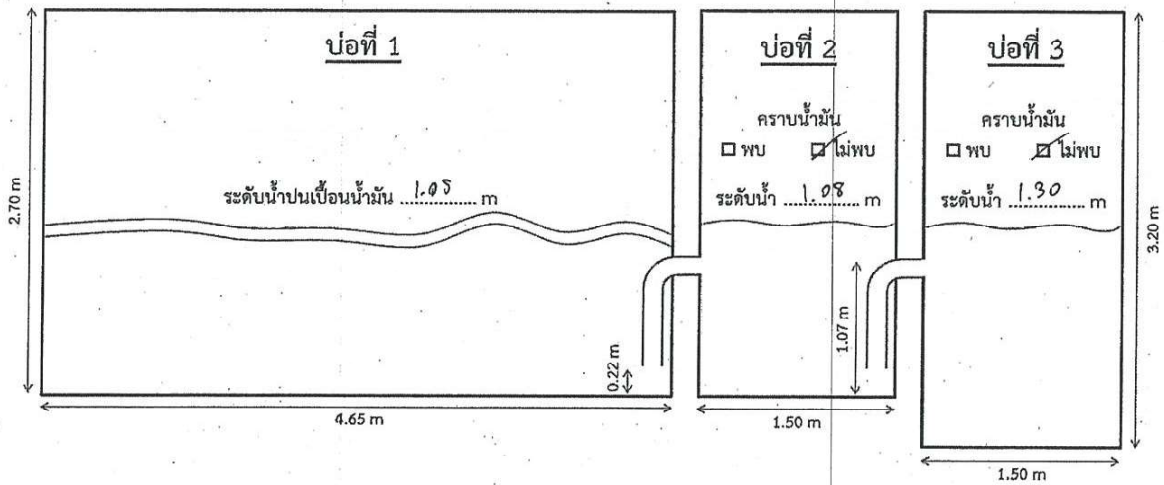 บ่อที่ 1
บ่อที่ 2
บ่อที่ 3
คราบน้ำมัน
☐ พบ ☑ ไม่พบ
คราบน้ำมัน
☐ พบ ☑ ไม่พบ
ระดับน้ำปนเปื้อนน้ำมัน 1.05 m
ระดับน้ำ 1.08 m
ระดับน้ำ 1.30 m
2.70 m
3.20 m
1.07 m
0.22 m
4.65 m
1.50 m
1.50 m